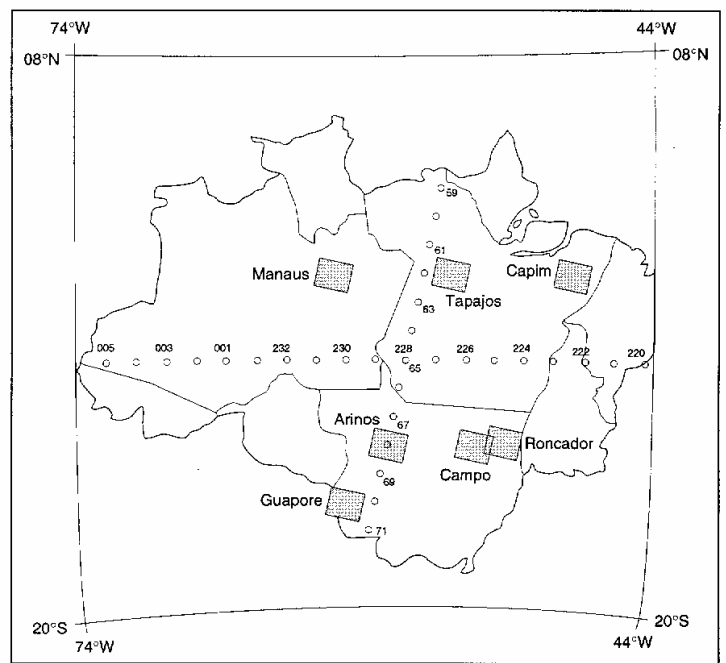 74°W 44°W
08°N 08°N
59
61
Manaus Capim
Tapajos
63
005 003 001 232 230 228 226 224 222 220
65
67
Arinos
Roncador
Campo
69
Guapore
71
20°S 20°S
74°W 44°W